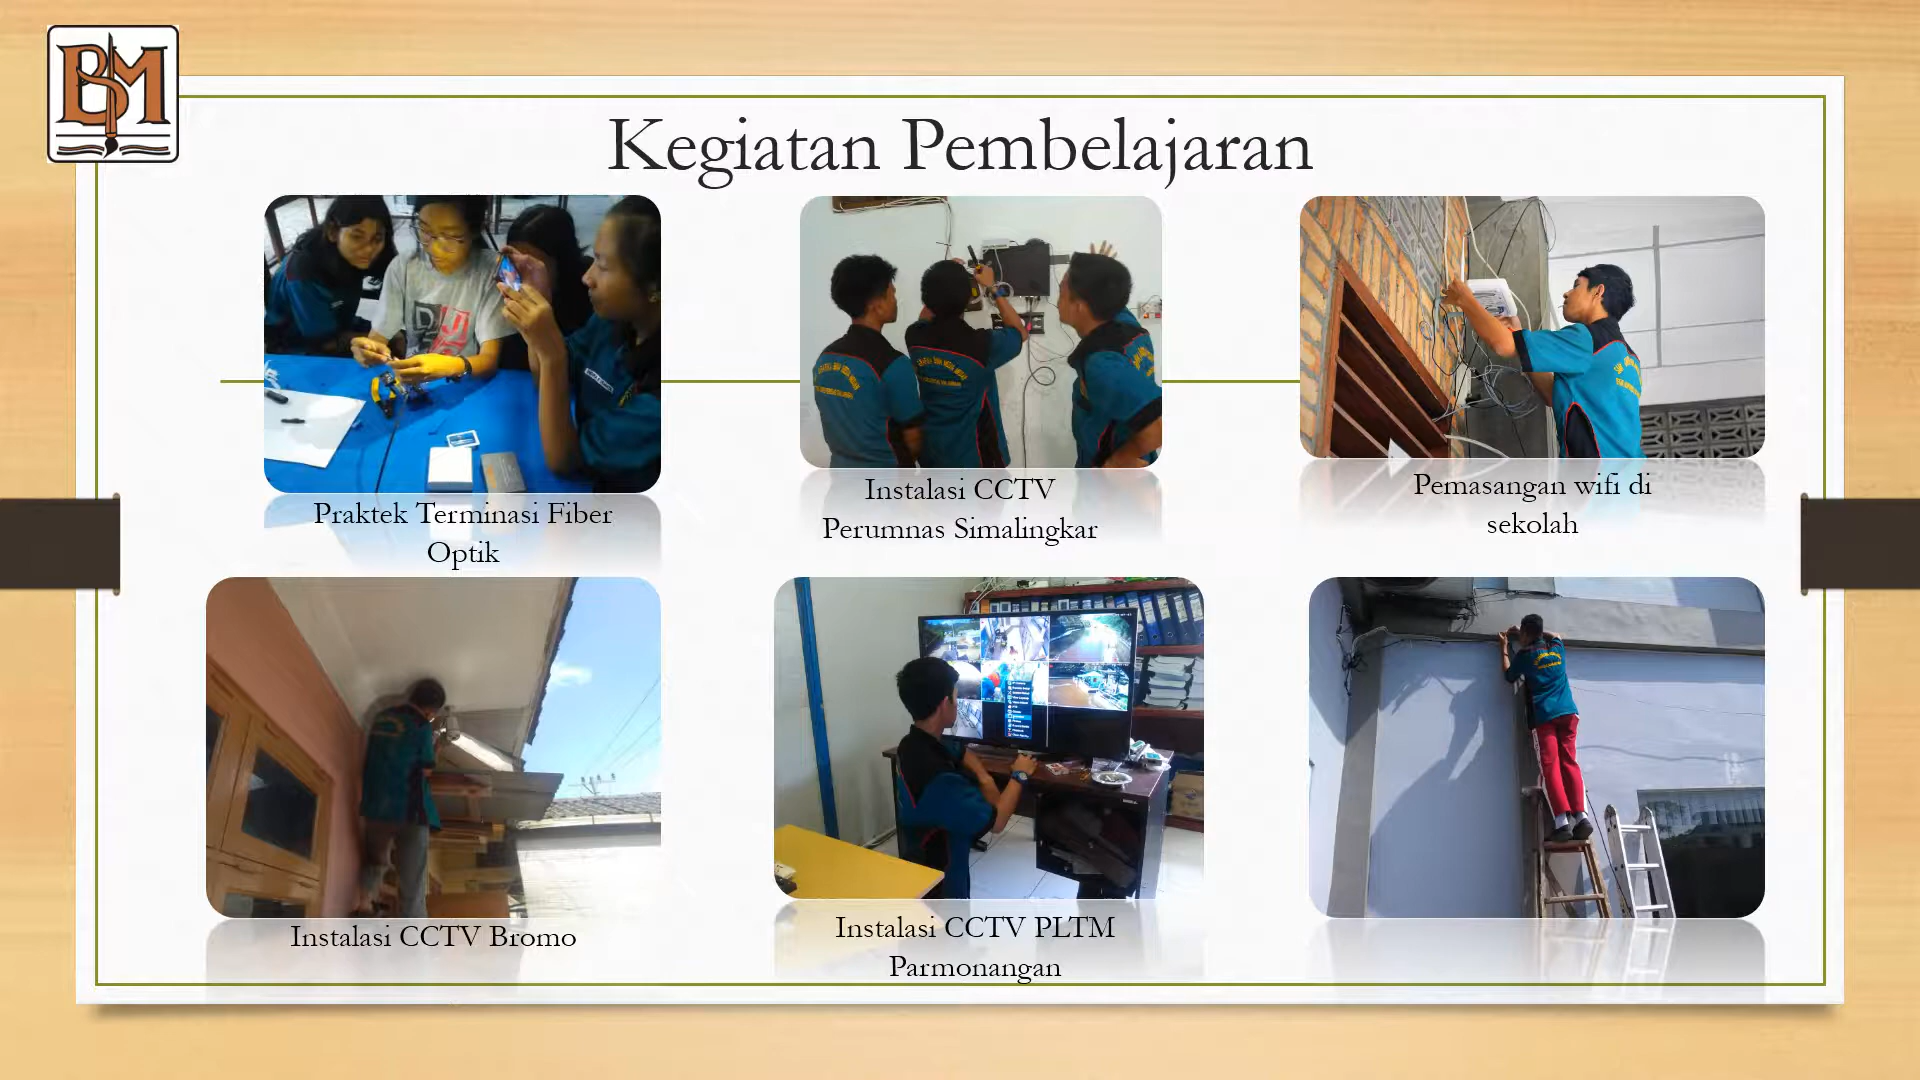 BM
Kegiatan Pembelajaran
Praktek Terminasi Fiber
Optik
Instalasi CCTV
Perumnas Simalingkar
Pemasangan wifi di
sekolah
Instalasi CCTV Bromo
Instalasi CCTV PLTM
Parmonangan